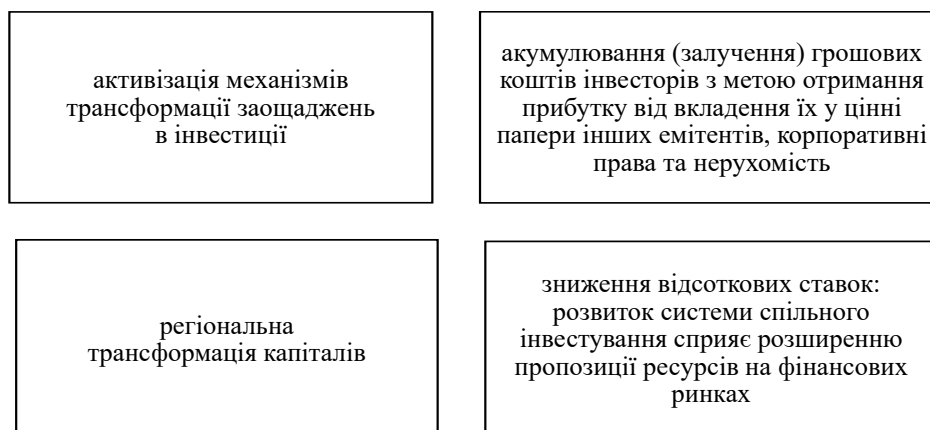 активізація механізмів
трансформації заощаджень
в інвестиції
акумулювання (залучення) грошових
коштів інвесторів з метою отримання
прибутку від вкладення їх у цінні
папери інших емітентів, корпоративні
права та нерухомість
регіональна
трансформація капіталів
зниження відсоткових ставок:
розвиток системи спільного
інвестування сприяє розширенню
пропозиції ресурсів на фінансових
ринках